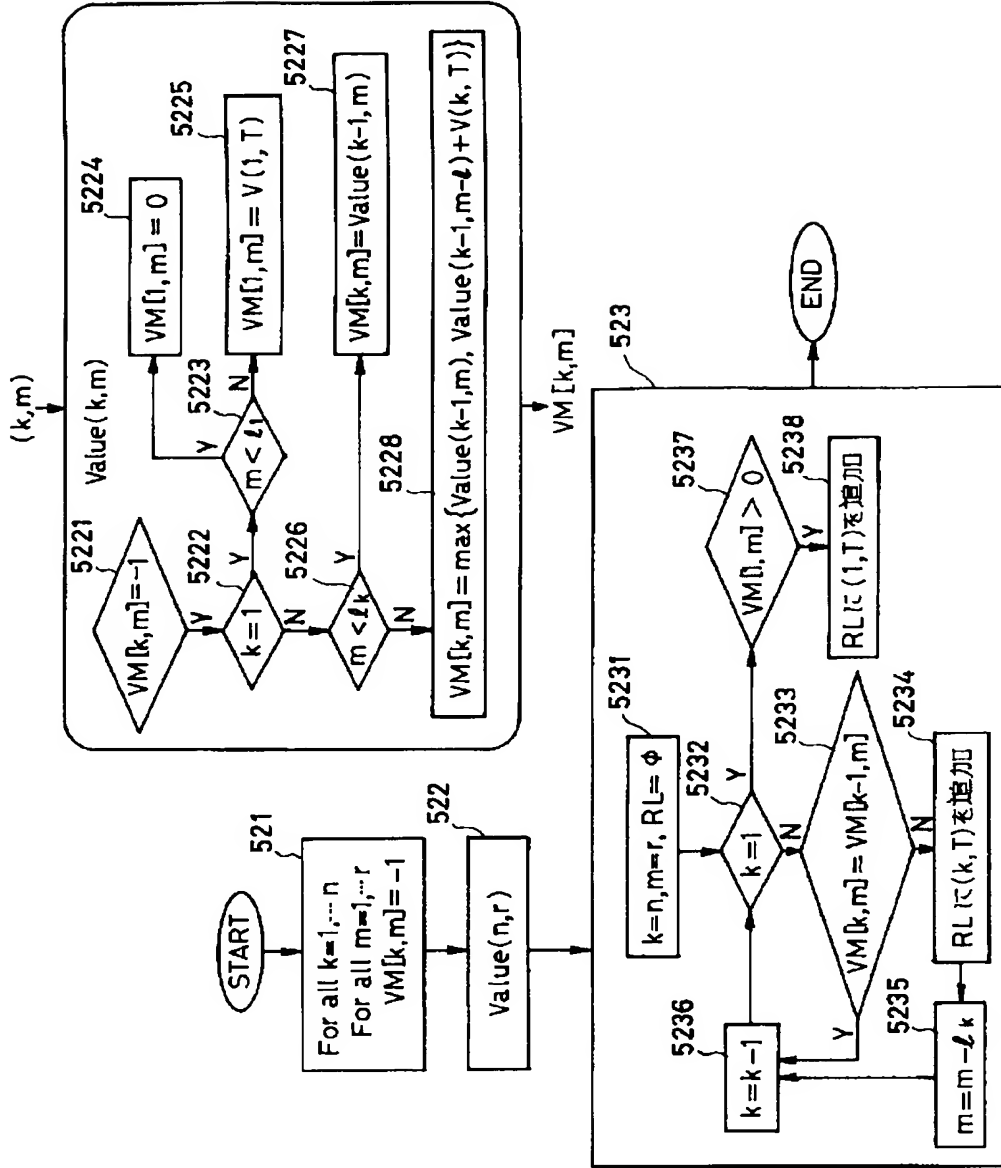 START
521
For all k=1,…n
For all m=1,…r
VM[k,m]=-1
522
Value(n,r)
(k,m)
Value(k,m)
5221
VM[k,m]=-1
Y
5222
k=1
Y
N
5223
m<ℓ1
Y
N
5224
VM[1,m]=0
5225
VM[1,m]=V(1,T)
5226
m<ℓk
Y
N
5227
VM[k,m]=Value(k-1,m)
5228
VM[k,m]=max{Value(k-1,m), Value(k-1,m-ℓ)+V(k,T)}
VM[k,m]
523
5231
k=n,m=r, RL=Φ
5232
k=1
Y
N
5233
VM[k,m]=VM[k-1,m]
Y
N
5234
RLに(k,T)を追加
5235
m=m-ℓk
5236
k=k-1
5237
VM[1,m]>0
Y
5238
RLに(1,T)を追加
END